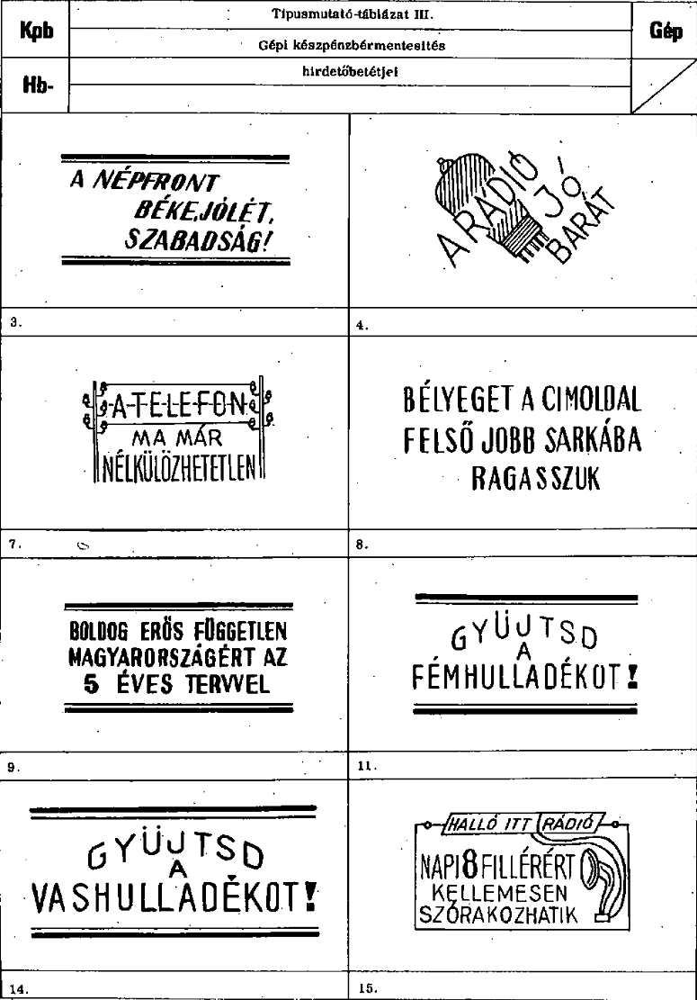 Kpb
Típusmutató-táblázat III.
Gép
Gépi készpénzbérmentesítés
Hb-
hirdetőbetétjei
A NÉPFRONT
BÉKE, JÓLÉT,
SZABADSÁG!
3.
A RÁDIÓ
JÓ
BARÁT
4.
A TELEFON
MA MÁR
NÉLKÜLÖZHETETLEN
7.
BÉLYEGET A CIMOLDAL
FELSŐ JOBB SARKÁBA
RAGASSZUK
8.
BOLDOG ERŐS FÜGGETLEN
MAGYARORSZÁGÉRT AZ
5 ÉVES TERVVEL
9.
GYÜJTSD
A
FÉMHULLADÉKOT!
11.
GYÜJTSD
A
VASHULLADÉKOT!
14.
HALLÓ ITT RÁDIÓ
NAPI 8 FILLÉRÉRT
KELLEMESEN
SZÓRAKOZHATIK
15.